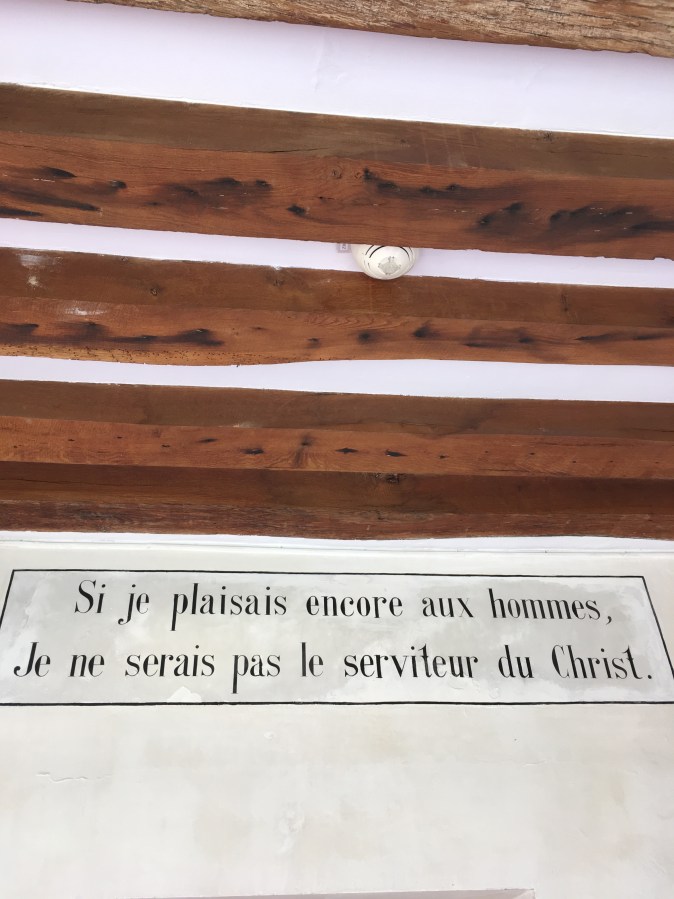 Si je plaisais encore aux hommes,
Je ne serais pas le serviteur du Christ.